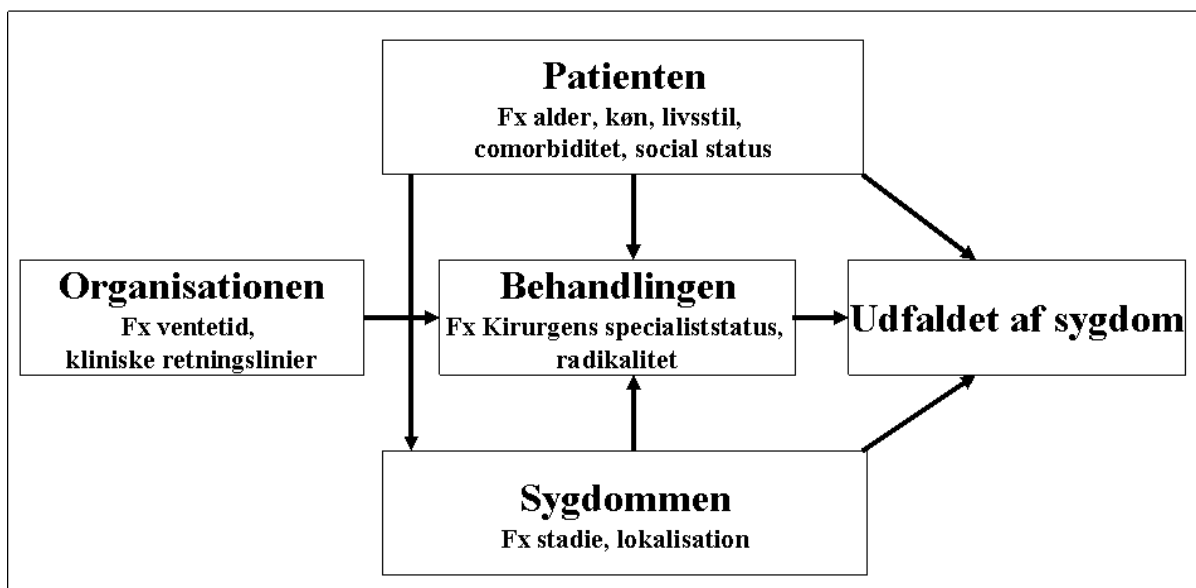 Patienten
Fx alder, køn, livsstil,
comorbiditet, social status
Organisationen
Fx ventetid,
kliniske retningslinier
Behandlingen
Fx Kirurgens specialiststatus,
radikalitet
Udfaldet af sygdom
Sygdommen
Fx stadie, lokalisation